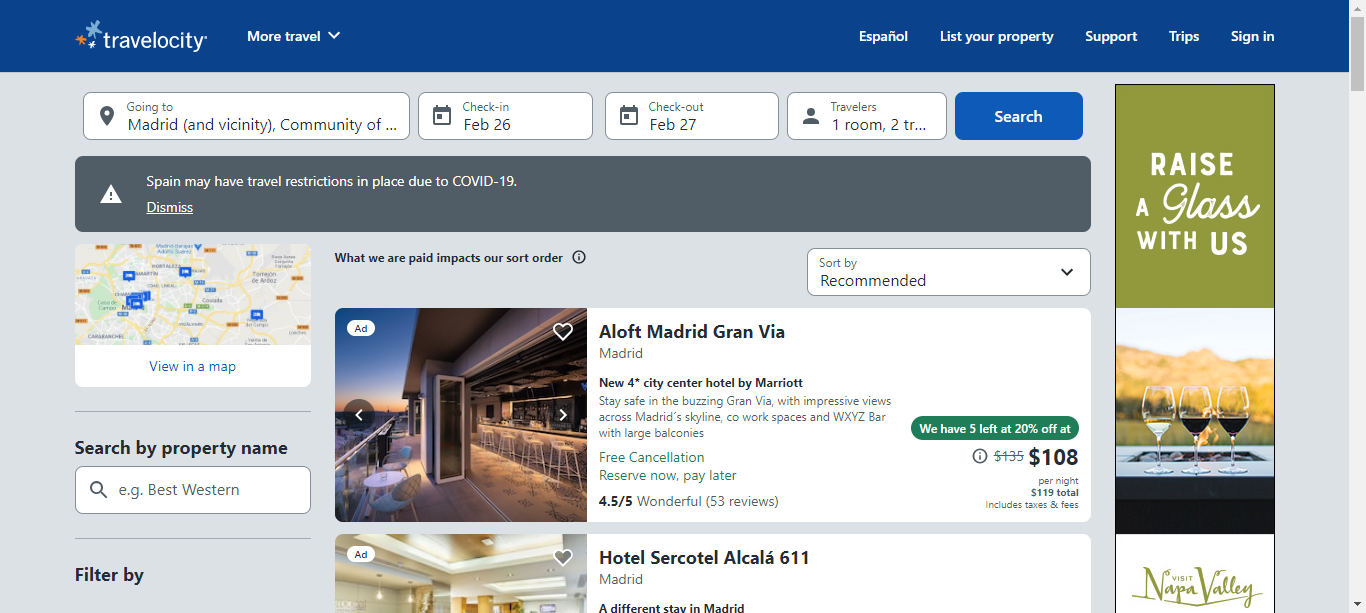 travelocity
More travel
Español
List your property
Support
Trips
Sign in
Going to
Madrid (and vicinity), Community of ...
Check-in
Feb 26
Check-out
Feb 27
Travelers
1 room, 2 tr...
Search
Spain may have travel restrictions in place due to COVID-19.
Dismiss
View in a map
Search by property name
e.g. Best Western
Filter by
What we are paid impacts our sort order
Sort by
Recommended
Ad
Aloft Madrid Gran Via
Madrid
New 4* city center hotel by Marriott
Stay safe in the buzzing Gran Via, with impressive views
across Madrid´s skyline, co work spaces and WXYZ Bar
with large balconies
Free Cancellation
Reserve now, pay later
4.5/5 Wonderful (53 reviews)
We have 5 left at 20% off at
$135 $108
per night
$119 total
Includes taxes & fees
Ad
Hotel Sercotel Alcalá 611
Madrid
A different stay in Madrid
RAISE
A Glass
WITH US
VISIT
Napa Valley